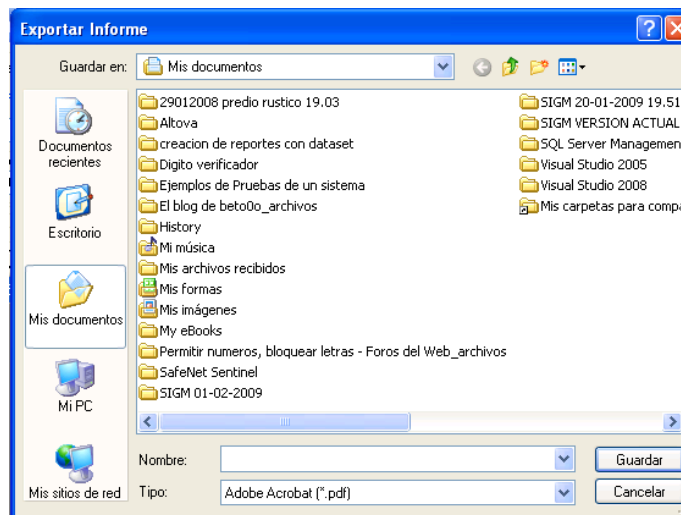 Exportar Informe
Guardar en: Mis documentos
Documentos
recientes
Escritorio
Mis documentos
Mi PC
Mis sitios de red
29012008 predio rustico 19.03
Altova
creacion de reportes con dataset
Digito verificador
Ejemplos de Pruebas de un sistema
El blog de beto0o_archivos
History
Mi música
Mis archivos recibidos
Mis formas
Mis imágenes
My eBooks
Permitir numeros, bloquear letras - Foros del Web_archivos
SafeNet Sentinel
SIGM 01-02-2009
SIGM 20-01-2009 19.51
SIGM VERSION ACTUAL
SQL Server Managemen
Visual Studio 2005
Visual Studio 2008
Mis carpetas para compa
Nombre:
Guardar
Tipo: Adobe Acrobat (*.pdf)
Cancelar